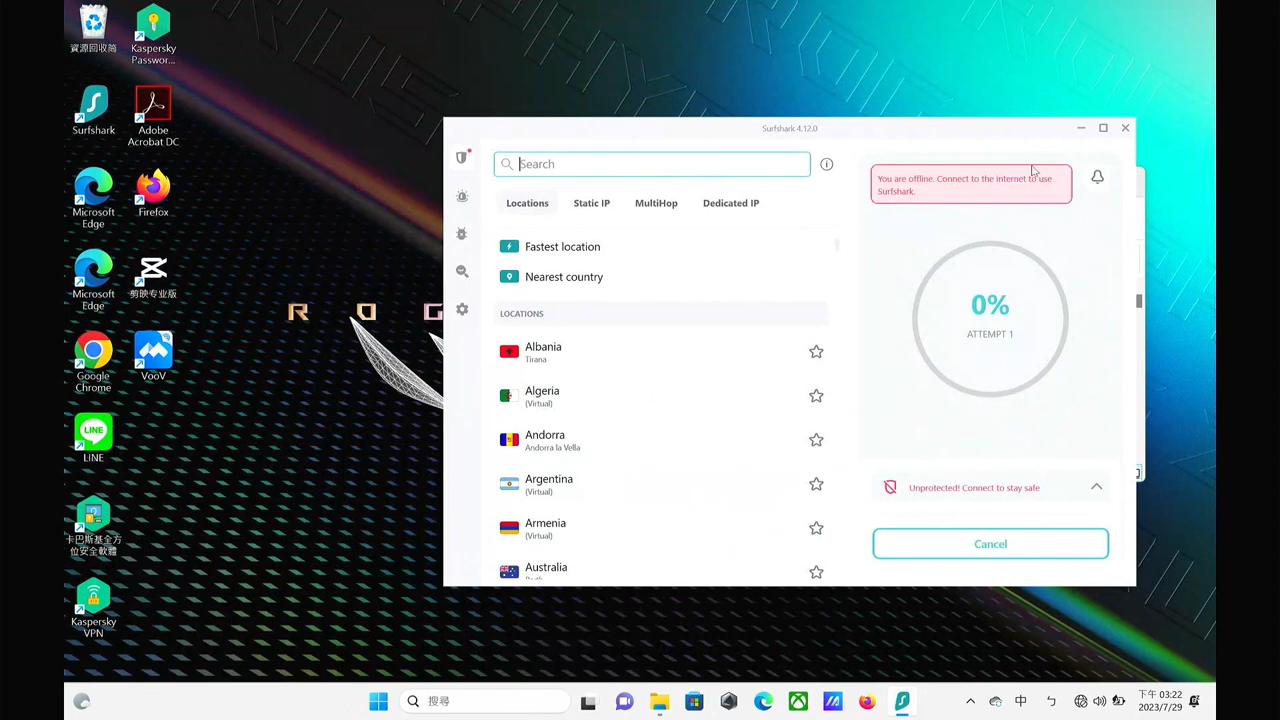 資源回收筒
Kaspersky
Passwor...
Surfshark
Adobe
Acrobat DC
Microsoft
Edge
Firefox
Microsoft
Edge
剪映专业版
Google
Chrome
VooV
LINE
LINE
卡巴斯基全方
位安全軟體
Kaspersky
VPN
R O G
Surfshark 4.12.0
Search
Locations
Static IP
MultiHop
Dedicated IP
Fastest location
Nearest country
LOCATIONS
Albania
Tirana
Algeria
(Virtual)
Andorra
Andorra la Vella
Argentina
(Virtual)
Armenia
(Virtual)
Australia
You are offline. Connect to the internet to use
Surfshark.
0%
ATTEMPT 1
Unprotected! Connect to stay safe
Cancel
搜尋
中
ㄅ
下午 03:22
2023/7/29